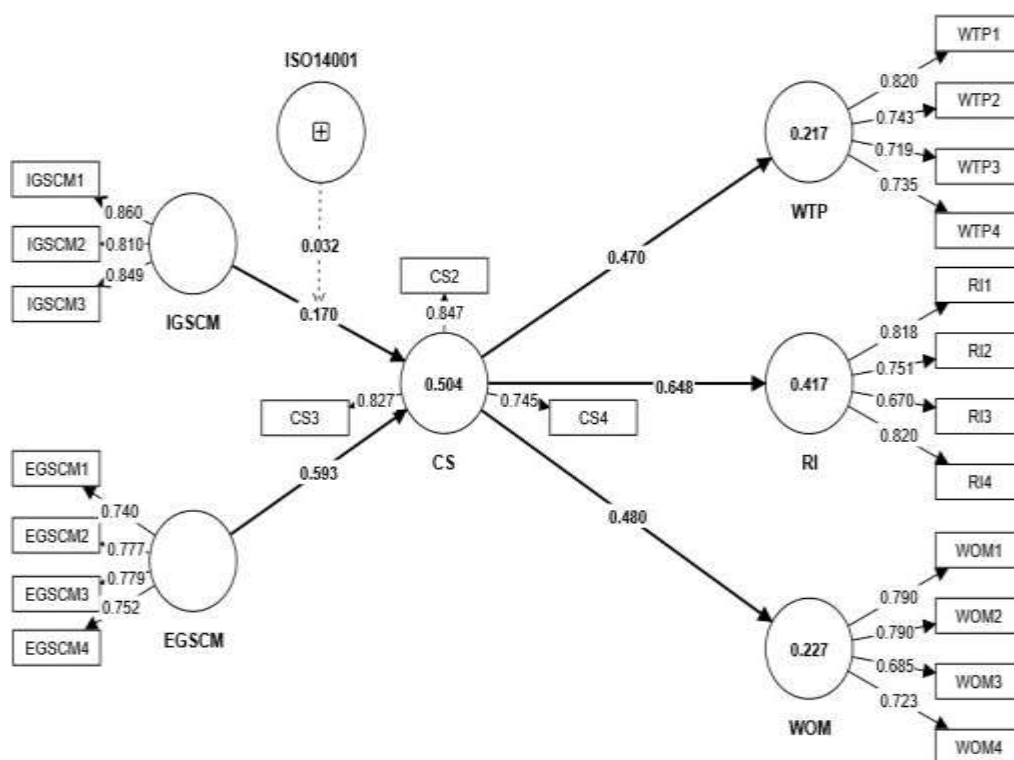 ISO14001
0.032
IGSCM1
IGSCM2
IGSCM3
0.860
0.810
0.849
IGSCM
0.170
EGSCM1
EGSCM2
EGSCM3
EGSCM4
0.740
0.777
0.779
0.752
EGSCM
0.593
CS2
0.847
0.504
CS3
0.827
0.745
CS4
CS
0.470
0.648
0.480
0.217
WTP
0.820
0.743
0.719
0.735
WTP1
WTP2
WTP3
WTP4
0.417
RI
0.818
0.751
0.670
0.820
RI1
RI2
RI3
RI4
0.227
WOM
0.790
0.790
0.685
0.723
WOM1
WOM2
WOM3
WOM4